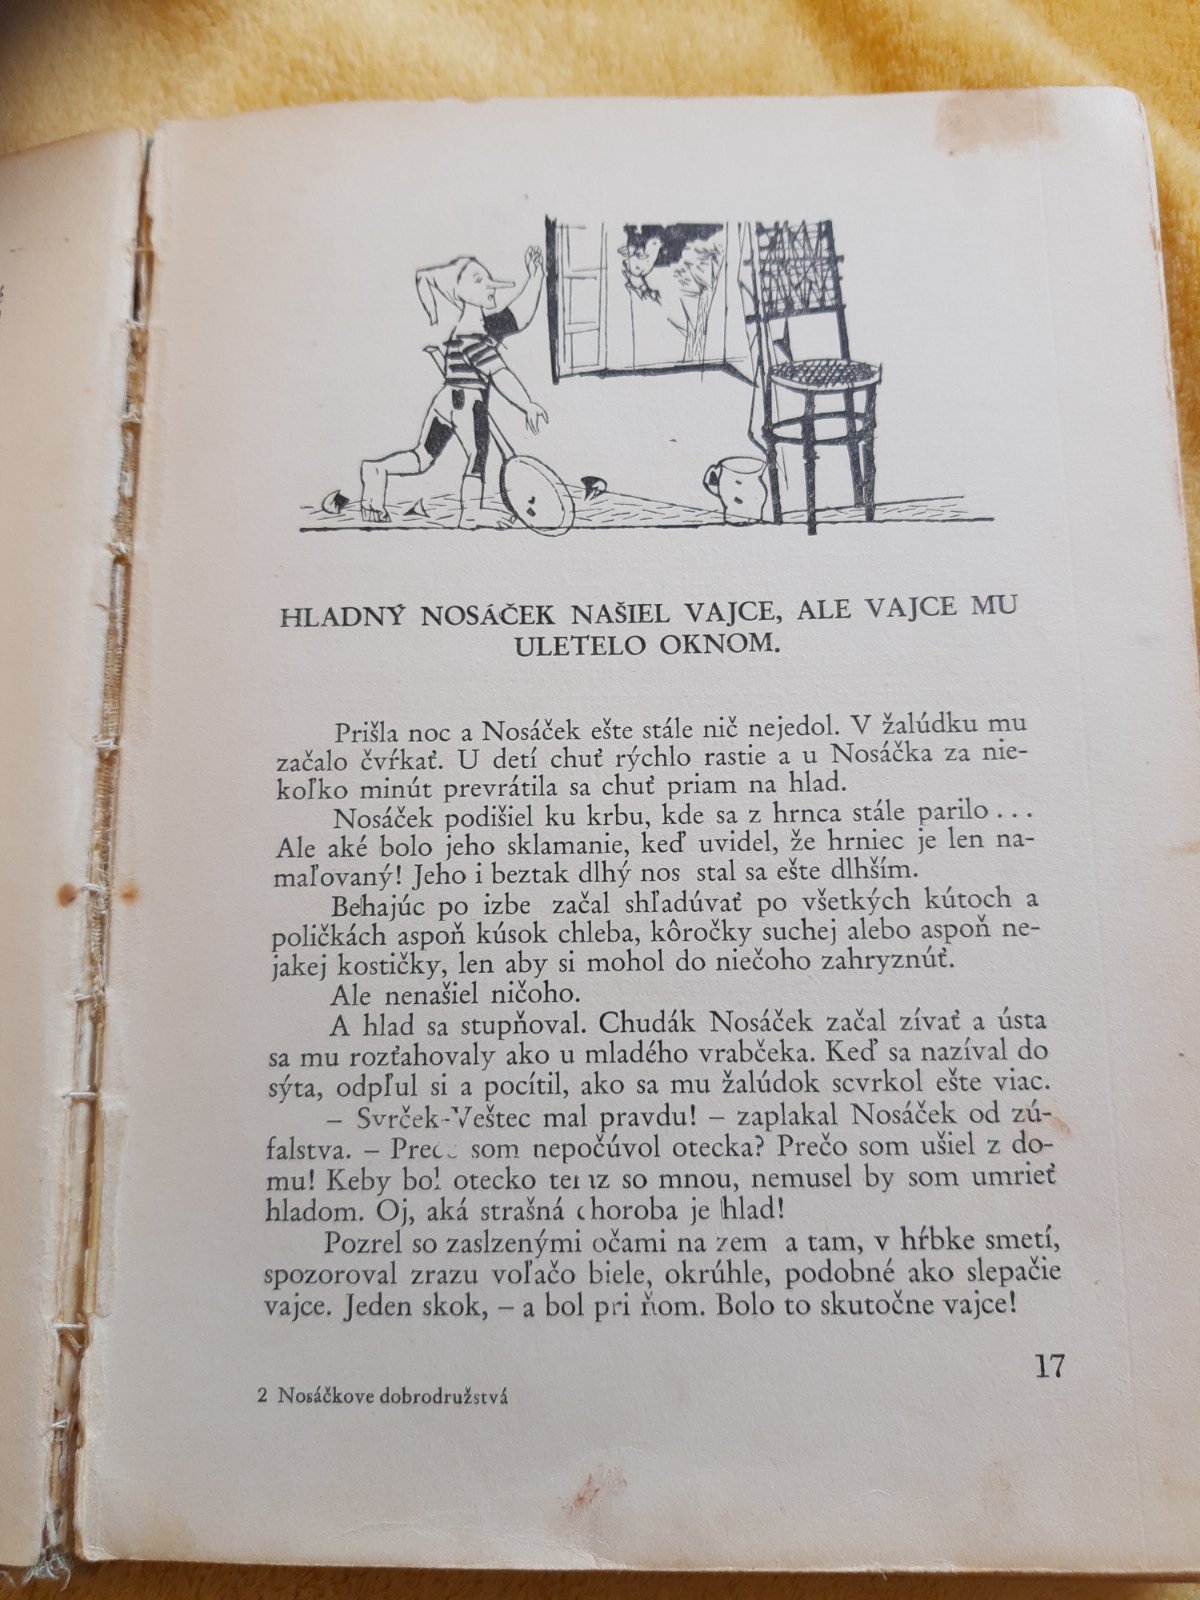 HLADNÝ NOSÁČEK NAŠIEL VAJCE, ALE VAJCE MU
ULETELO OKNOM.
Prišla noc a Nosáček ešte stále nič nejedol. V žalúdku mu
začalo čvŕkať. U detí chuť rýchlo rastie a u Nosáčka za nie-
koľko minút prevrátila sa chuť priam na hlad.
Nosáček podišiel ku krbu, kde sa z hrnca stále parilo...
Ale aké bolo jeho sklamanie, keď uvidel, že hrniec je len na-
maľovaný! Jeho i beztak dlhý nos stal sa ešte dlhším.
Behajúc po izbe začal shľadúvať po všetkých kútoch a
poličkách aspoň kúsok chleba, kôročky suchej alebo aspoň ne-
jakej kostičky, len aby si mohol do niečoho zahryznúť.
Ale nenašiel ničoho.
A hlad sa stupňoval. Chudák Nosáček začal zívať a ústa
sa mu rozťahovaly ako u mladého vrabčeka. Keď sa nazíval do
sýta, odpľul si a pocítil, ako sa mu žalúdok scvrkol ešte viac.
– Svrček-Veštec mal pravdu! – zaplakal Nosáček od zú-
falstva. – Prečo som nepočúvol otecka? Prečo som ušiel z do-
mu! Keby bol otecko teraz so mnou, nemusel by som umrieť
hladom. Oj, aká strašná choroba je hlad!
Pozrel so zaslzenými očami na zem a tam, v hŕbke smetí,
spozoroval zrazu voľačo biele, okrúhle, podobné ako slepačie
vajce. Jeden skok, – a bol pri ňom. Bolo to skutočne vajce!
17
2 Nosáčkove dobrodružstvá